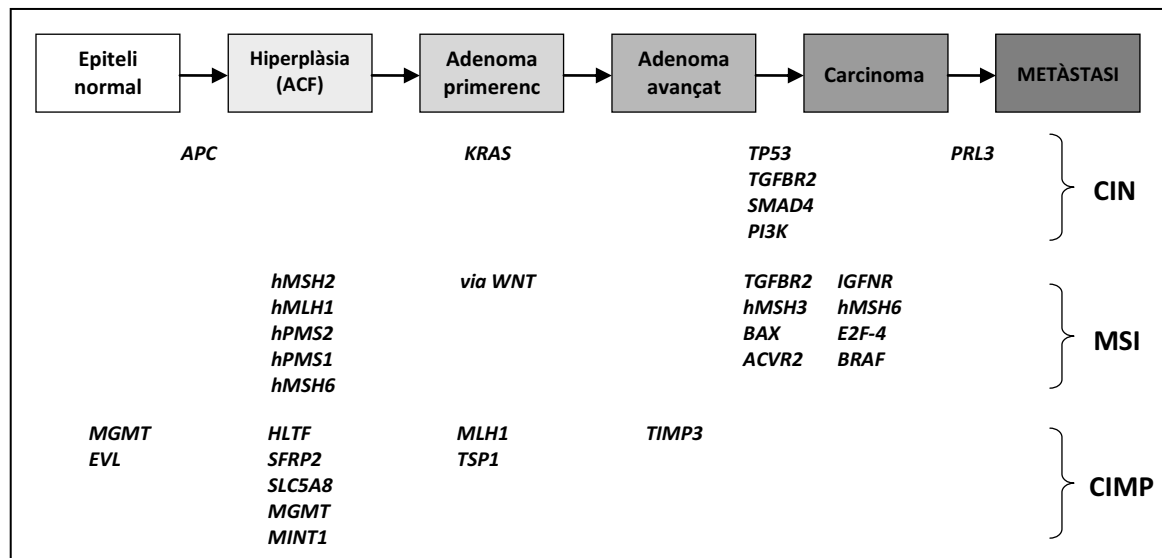 Epiteli
normal
Hiperplàsia
(ACF)
Adenoma
primerenc
Adenoma
avançat
Carcinoma
METÀSTASI
APC KRAS TP53 PRL3
TGFBR2
SMAD4
PI3K
CIN
hMSH2 via WNT TGFBR2 IGFNR
hMLH1 hMSH3 hMSH6
hPMS2 BAX E2F-4
hPMS1 ACVR2 BRAF
hMSH6
MSI
MGMT HLTF MLH1 TIMP3
EVL SFRP2 TSP1
SLC5A8
MGMT
MINT1
CIMP